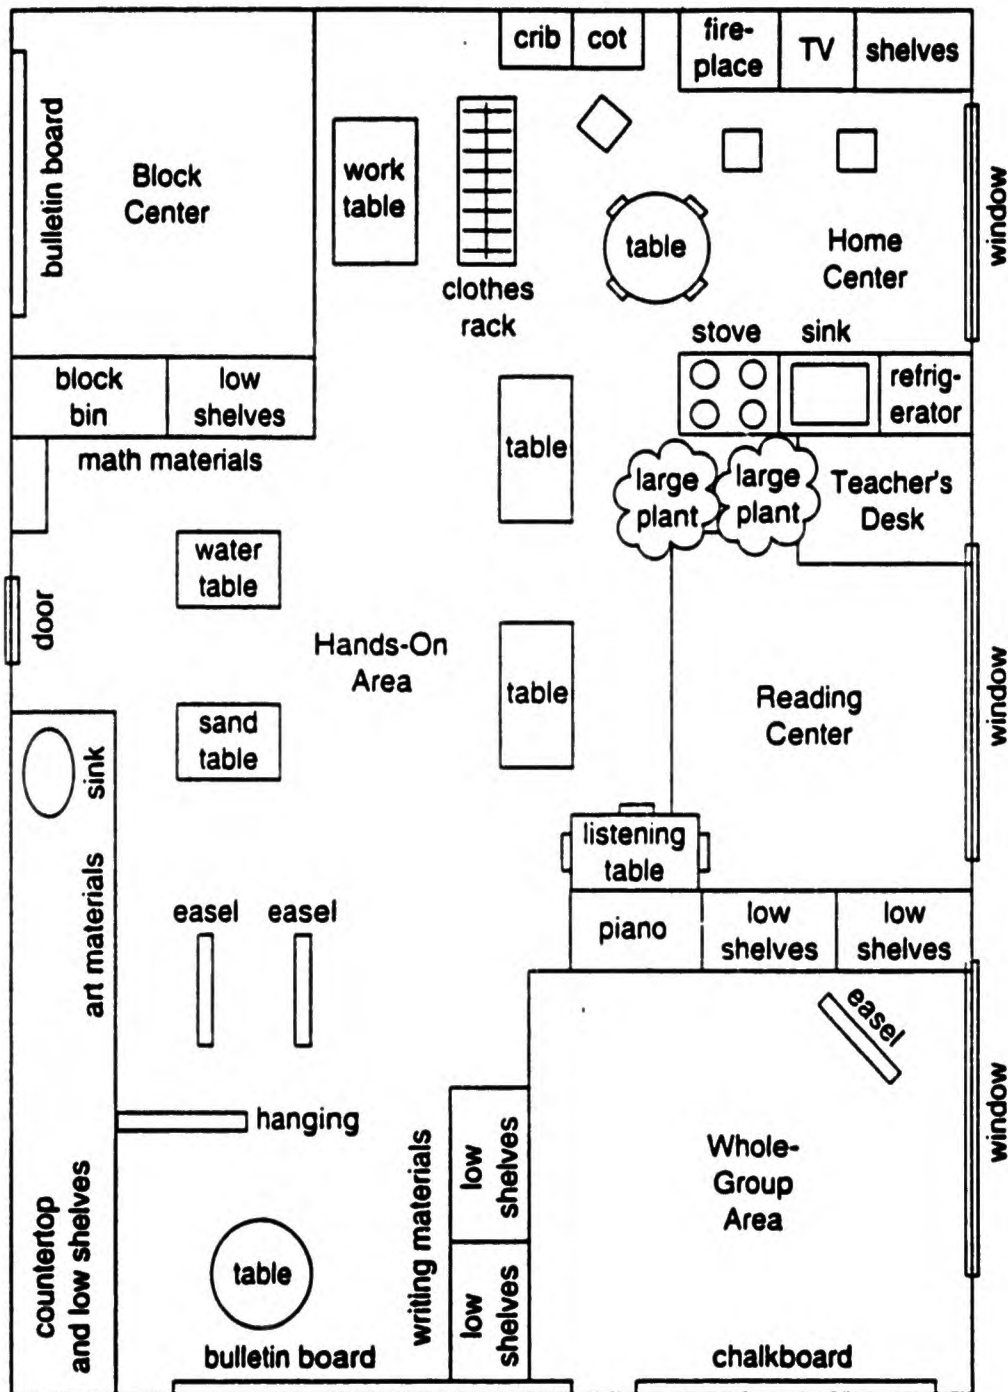 crib
cot
fire-
place
TV
shelves
bulletin board
Block
Center
work
table
clothes
rack
table
Home
Center
window
stove
sink
block
bin
low
shelves
refrig-
erator
math materials
table
large
plant
large
plant
Teacher's
Desk
water
table
door
Hands-On
Area
table
Reading
Center
window
sand
table
sink
listening
table
art materials
easel
easel
piano
low
shelves
low
shelves
easel
hanging
window
countertop
and low shelves
writing materials
low
shelves
Whole-
Group
Area
table
low
shelves
bulletin board
chalkboard